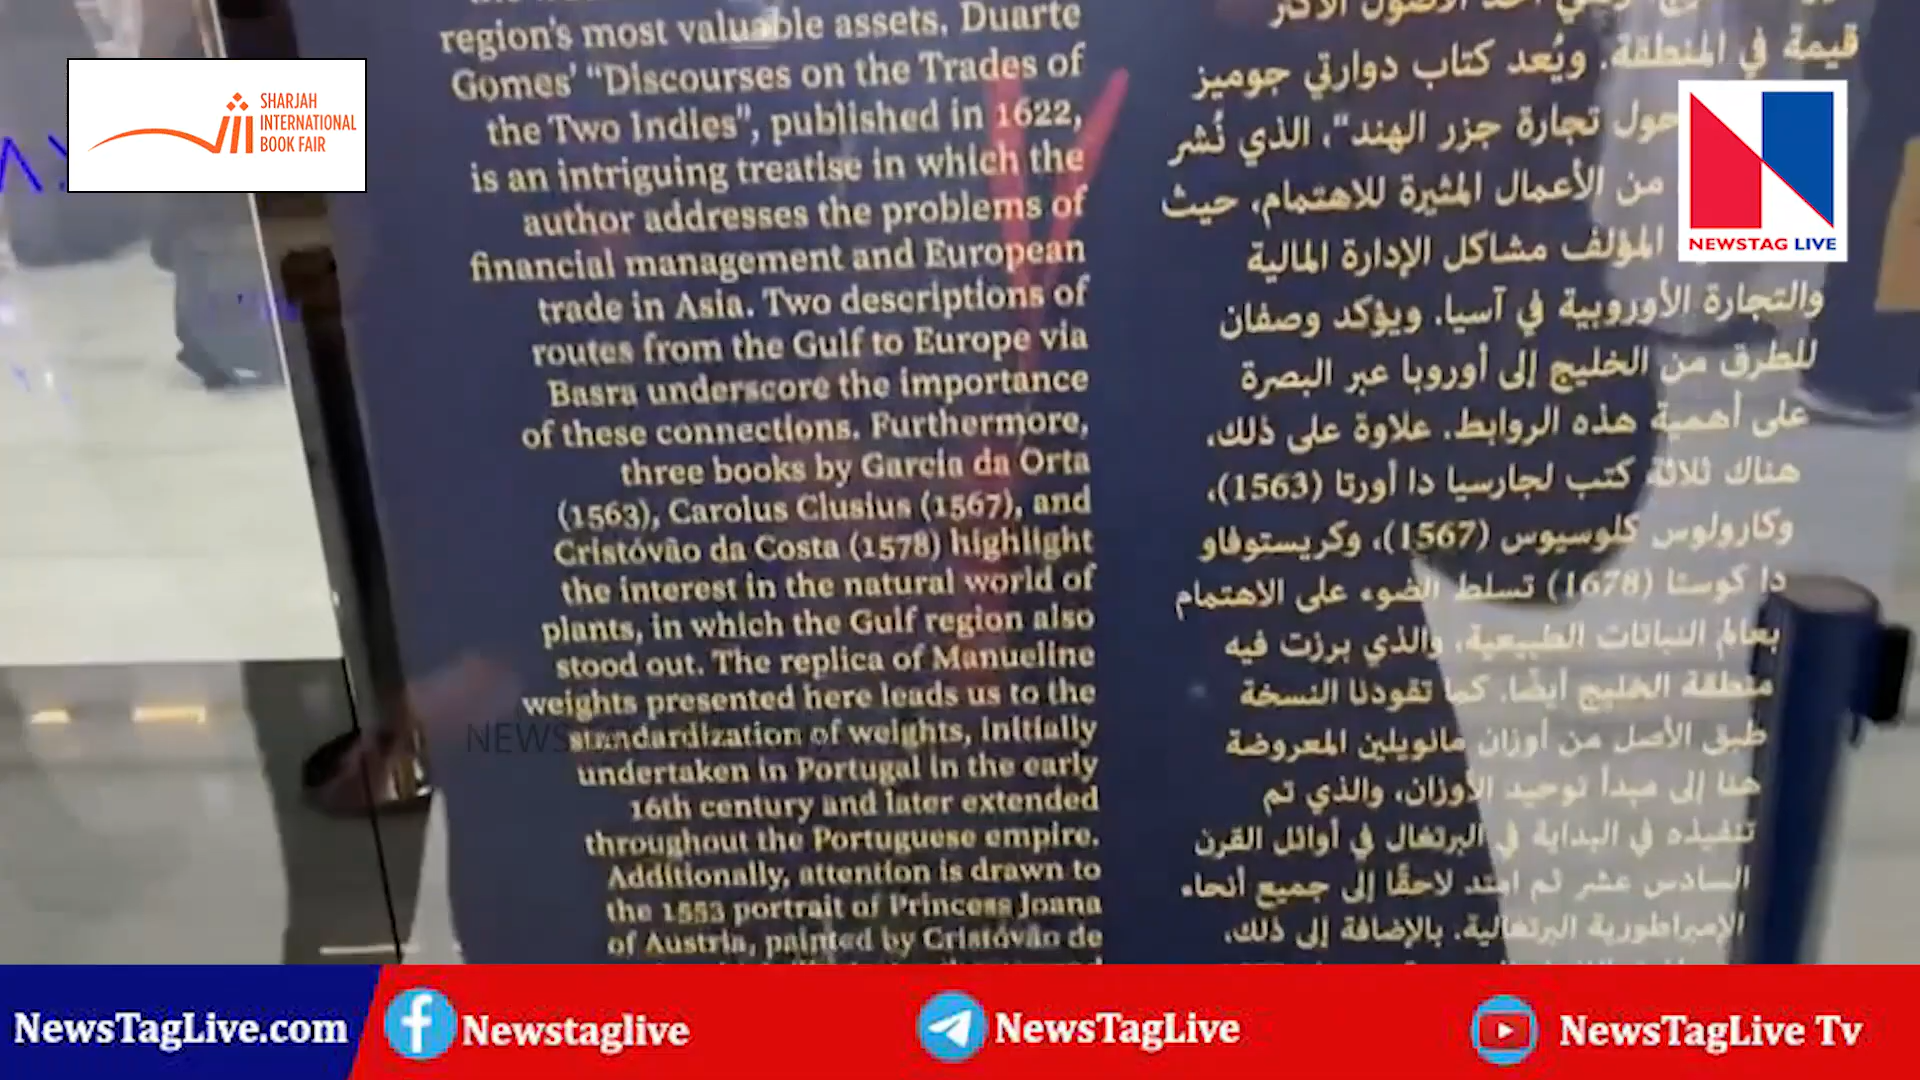 SHARJAH
INTERNATIONAL
BOOK FAIR
region's most valuable assets. Duarte
Gomes' “Discourses on the Trades of
the Two Indies”, published in 1622,
is an intriguing treatise in which the
author addresses the problems of
financial management and European
trade in Asia. Two descriptions of
routes from the Gulf to Europe via
Basra underscore the importance
of these connections. Furthermore,
three books by Garcia da Orta
(1563), Carolus Clusius (1567), and
Cristóvão da Costa (1578) highlight
the interest in the natural world of
plants, in which the Gulf region also
stood out. The replica of Manueline
weights presented here leads us to the
standardization of weights, initially
undertaken in Portugal in the early
16th century and later extended
throughout the Portuguese empire.
Additionally, attention is drawn to
the 1553 portrait of Princess Joana
of Austria, painted by Cristóvão de
قيمة في المنطقة. ويُعد كتاب دوارتي جوميز
حول تجارة جزر الهند"، الذي نُشر
من الأعمال المثيرة للاهتمام، حيث
المؤلف مشاكل الإدارة المالية
والتجارة الأوروبية في آسيا. ويؤكد وصفان
للطرق من الخليج إلى أوروبا عبر البصرة
على أهمية هذه الروابط. علاوة على ذلك،
هناك ثلاثة كتب لجارسيا دا أورتا (1563)،
وكارولوس كلوسيوس (1567)، وكريستوفاو
دا كوستا (1678) تسلط الضوء على الاهتمام
بعالم النباتات الطبيعية، والذي برزت فيه
منطقة الخليج أيضًا. كما تقودنا النسخة
طبق الأصل من أوزان مانويلين المعروضة
هنا إلى مبدأ توحيد الأوزان، والذي تم
تنفيذه في البداية في البرتغال في أوائل القرن
السادس عشر ثم امتد لاحقًا إلى جميع أنحاء
الإمبراطورية البرتغالية. بالإضافة إلى ذلك،
NEWSTAG LIVE
NEWS
NewsTagLive.com
Newstaglive
NewsTagLive
NewsTagLive Tv